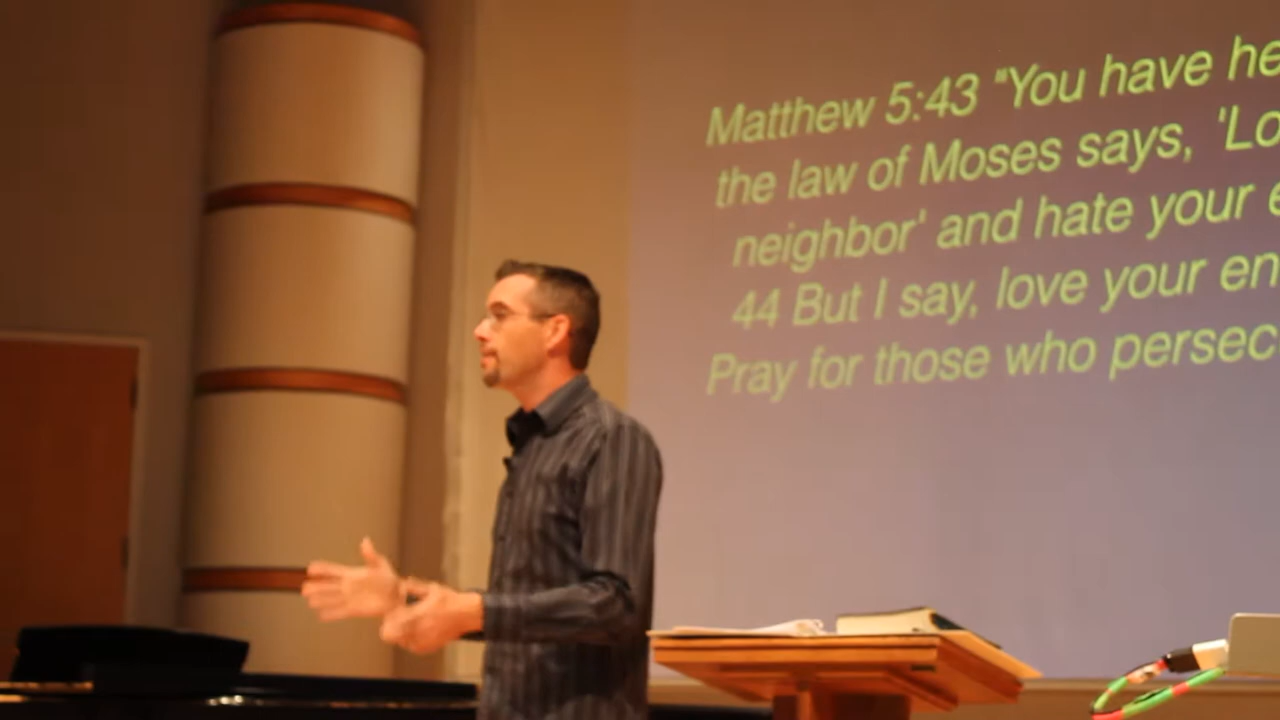 Matthew 5:43 "You have he
the law of Moses says, 'Lo
neighbor' and hate your e
44 But I say, love your en
Pray for those who persec